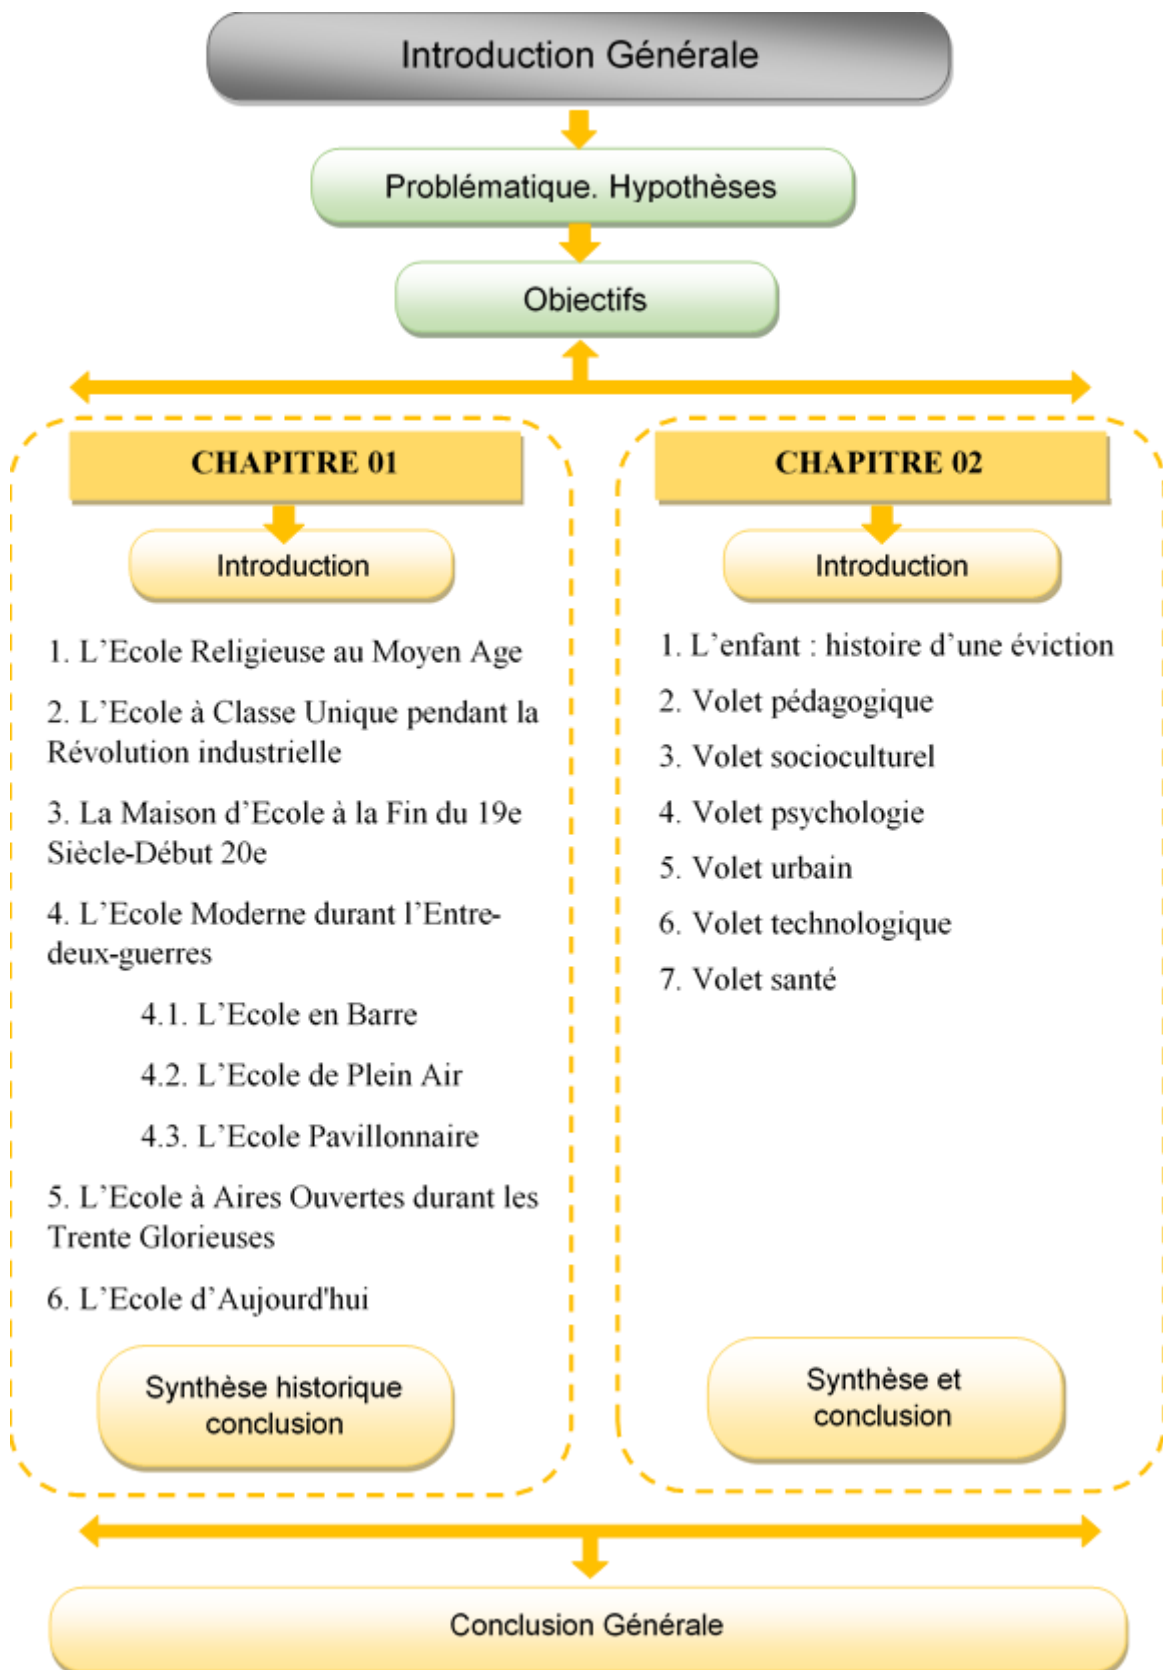 Introduction Générale
Problématique. Hypothèses
Objectifs
CHAPITRE 01
Introduction
1. L’Ecole Religieuse au Moyen Age
2. L’Ecole à Classe Unique pendant la
Révolution industrielle
3. La Maison d’Ecole à la Fin du 19e
Siècle-Début 20e
4. L’Ecole Moderne durant l’Entre-
deux-guerres
4.1. L’Ecole en Barre
4.2. L’Ecole de Plein Air
4.3. L’Ecole Pavillonnaire
5. L’Ecole à Aires Ouvertes durant les
Trente Glorieuses
6. L’Ecole d’Aujourd'hui
Synthèse historique
conclusion
CHAPITRE 02
Introduction
1. L’enfant : histoire d’une éviction
2. Volet pédagogique
3. Volet socioculturel
4. Volet psychologie
5. Volet urbain
6. Volet technologique
7. Volet santé
Synthèse et
conclusion
Conclusion Générale